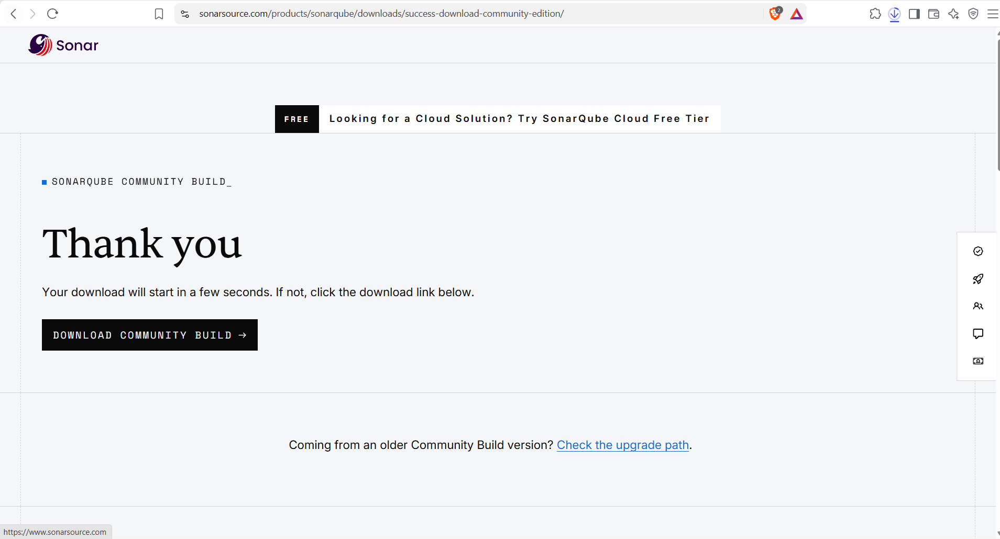 sonarsource.com/products/sonarqube/downloads/success-download-community-edition/
2
Sonar
FREE
Looking for a Cloud Solution? Try SonarQube Cloud Free Tier
SONARQUBE COMMUNITY BUILD_
Thank you
Your download will start in a few seconds. If not, click the download link below.
DOWNLOAD COMMUNITY BUILD →
Coming from an older Community Build version? Check the upgrade path.
https://www.sonarsource.com